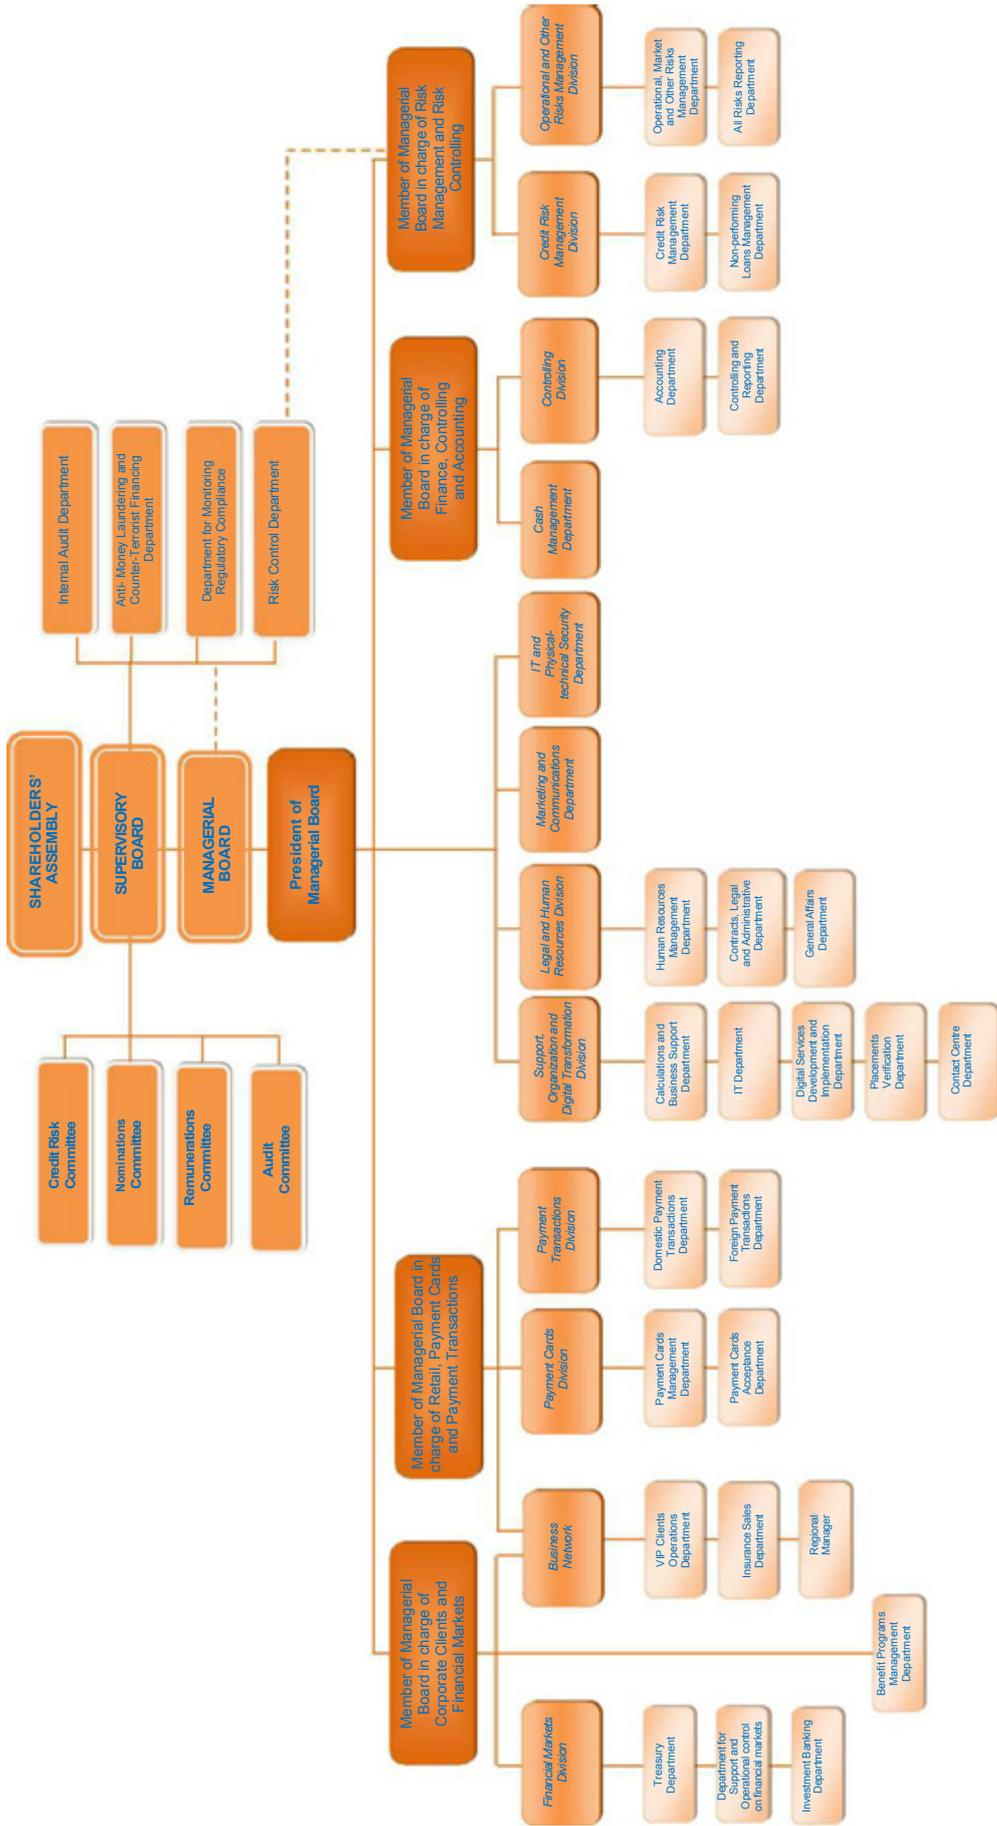 SHAREHOLDERS'
ASSEMBLY
SUPERVISORY
BOARD
MANAGERIAL
BOARD
President of
Managerial Board
Credit Risk
Committee
Nominations
Committee
Remunerations
Committee
Audit
Committee
Internal Audit Department
Anti- Money Laundering and
Counter-Terrorist Financing
Department
Department for Monitoring
Regulatory Compliance
Risk Control Department
Member of Managerial
Board in charge of
Corporate Clients and
Financial Markets
Member of Managerial Board in
charge of Retail, Payment Cards
and Payment Transactions
Member of Managerial
Board in charge of
Finance, Controlling
and Accounting
Member of Managerial
Board in charge of Risk
Management and Risk
Controlling
Financial Markets
Division
Business
Network
Payment Cards
Division
Payment
Transactions
Division
Support,
Organization and
Digital Transformation
Division
Legal and Human
Resources Division
Marketing and
Communications
Department
IT and
Physical-
technical Security
Department
Cash
Management
Department
Controlling
Division
Credit Risk
Management
Division
Operational and Other
Risks Management
Division
Treasury
Department
Department for
Support and
Operational control
on financial markets
Investment Banking
Department
Benefit Programs
Management
Department
VIP Clients
Operations
Department
Insurance Sales
Department
Regional
Manager
Payment Cards
Management
Department
Payment Cards
Acceptance
Department
Domestic Payment
Transactions
Department
Foreign Payment
Transactions
Department
Calculations and
Business Support
Department
IT Department
Digital Services
Development and
Implementation
Department
Placements
Verification
Department
Contact Centre
Department
Human Resources
Management
Department
Contracts, Legal
and Administrative
Department
General Affairs
Department
Accounting
Department
Controlling and
Reporting
Department
Credit Risk
Management
Department
Non-performing
Loans Management
Department
Operational, Market
and Other Risks
Management
Department
All Risks Reporting
Department